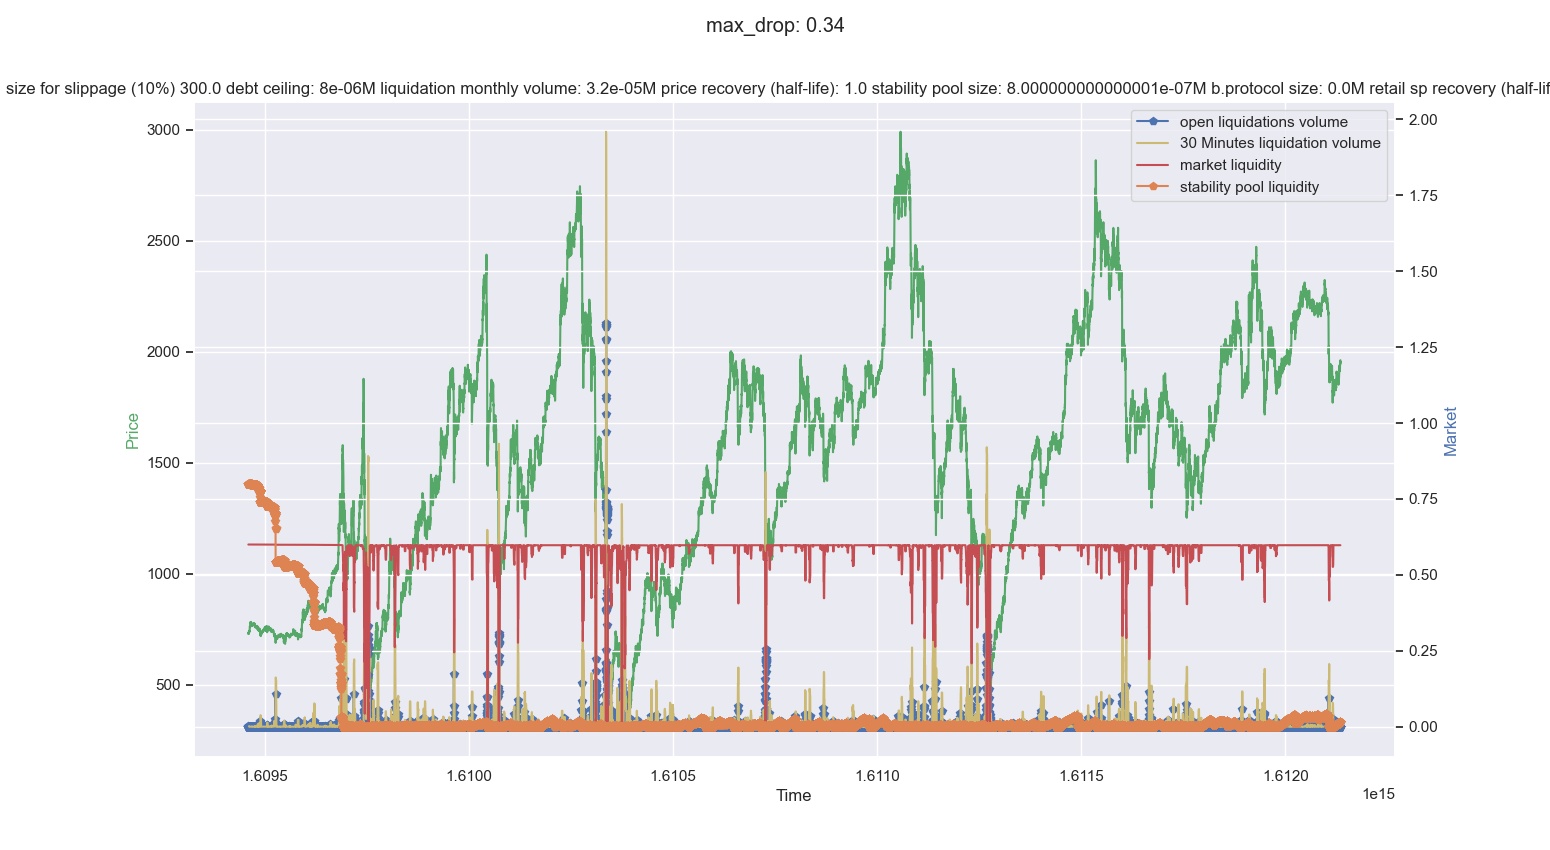 max_drop: 0.34
size for slippage (10%) 300.0 debt ceiling: 8e-06M liquidation monthly volume: 3.2e-05M price recovery (half-life): 1.0 stability pool size: 8.000000000000001e-07M b.protocol size: 0.0M retail sp recovery (half-lif
3000
2500
2000
1500
1000
500
Price
open liquidations volume
30 Minutes liquidation volume
market liquidity
stability pool liquidity
2.00
1.75
1.50
1.25
1.00
0.75
0.50
0.25
0.00
Market
1.6095
1.6100
1.6105
1.6110
1.6115
1.6120
Time
1e15